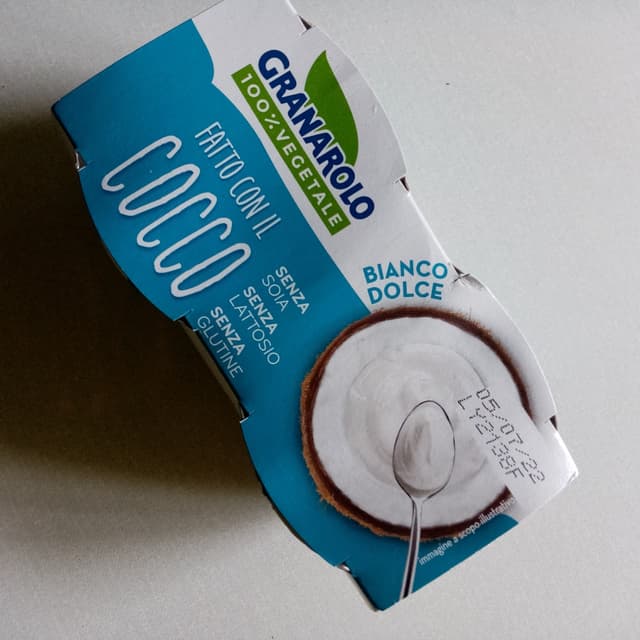 GRANAROLO
100% VEGETALE
FATTO CON IL
COCCO
SENZA
SOIA
SENZA
LATTOSIO
SENZA
GLUTINE
BIANCO
DOLCE
05/07/22
LY2138F
immagine a scopo illustrativo